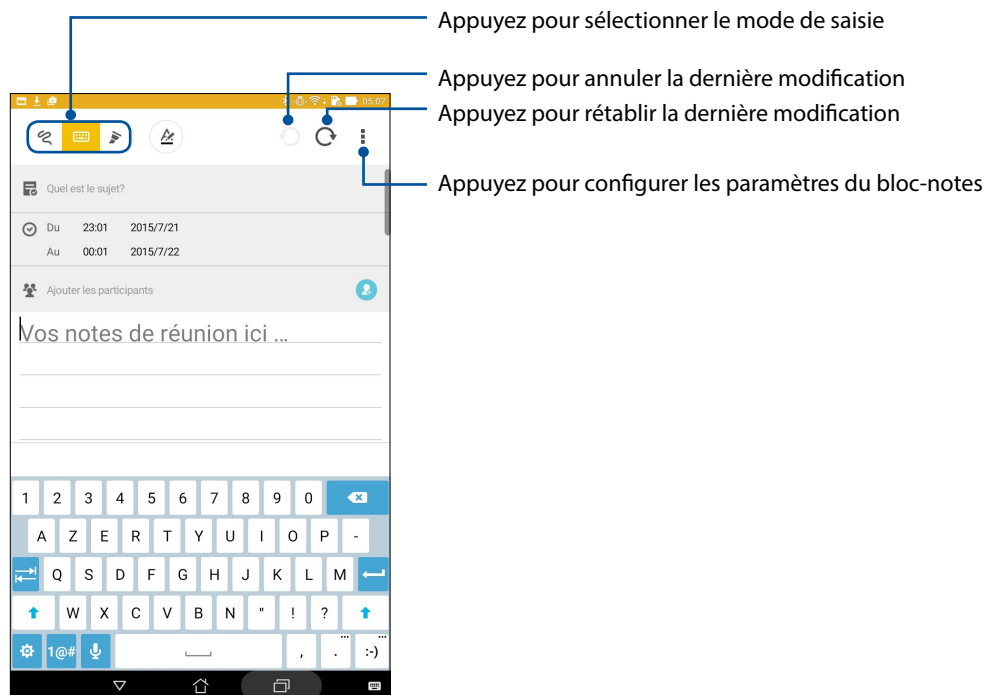 Appuyez pour sélectionner le mode de saisie
Appuyez pour annuler la dernière modification
Appuyez pour rétablir la dernière modification
Appuyez pour configurer les paramètres du bloc-notes
05:07
Quel est le sujet?
Du 23:01 2015/7/21
Au 00:01 2015/7/22
Ajouter les participants
Vos notes de réunion ici ...
1 2 3 4 5 6 7 8 9 0
A Z E R T Y U I O P -
Q S D F G H J K L M
W X C V B N " ! ?
1@# , . :-)